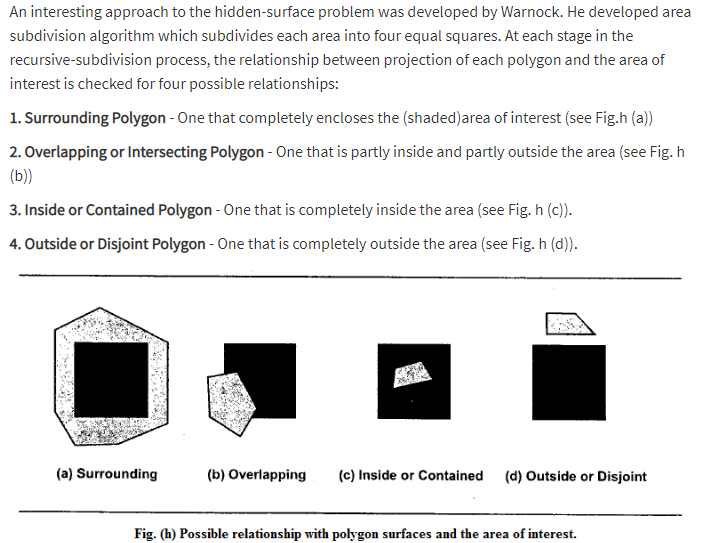 An interesting approach to the hidden-surface problem was developed by Warnock. He developed area
subdivision algorithm which subdivides each area into four equal squares. At each stage in the
recursive-subdivision process, the relationship between projection of each polygon and the area of
interest is checked for four possible relationships:
1. Surrounding Polygon - One that completely encloses the (shaded)area of interest (see Fig.h (a))
2. Overlapping or Intersecting Polygon - One that is partly inside and partly outside the area (see Fig. h
(b))
3. Inside or Contained Polygon - One that is completely inside the area (see Fig. h (c)).
4. Outside or Disjoint Polygon - One that is completely outside the area (see Fig. h (d)).
(a) Surrounding (b) Overlapping (c) Inside or Contained (d) Outside or Disjoint
Fig. (h) Possible relationship with polygon surfaces and the area of interest.